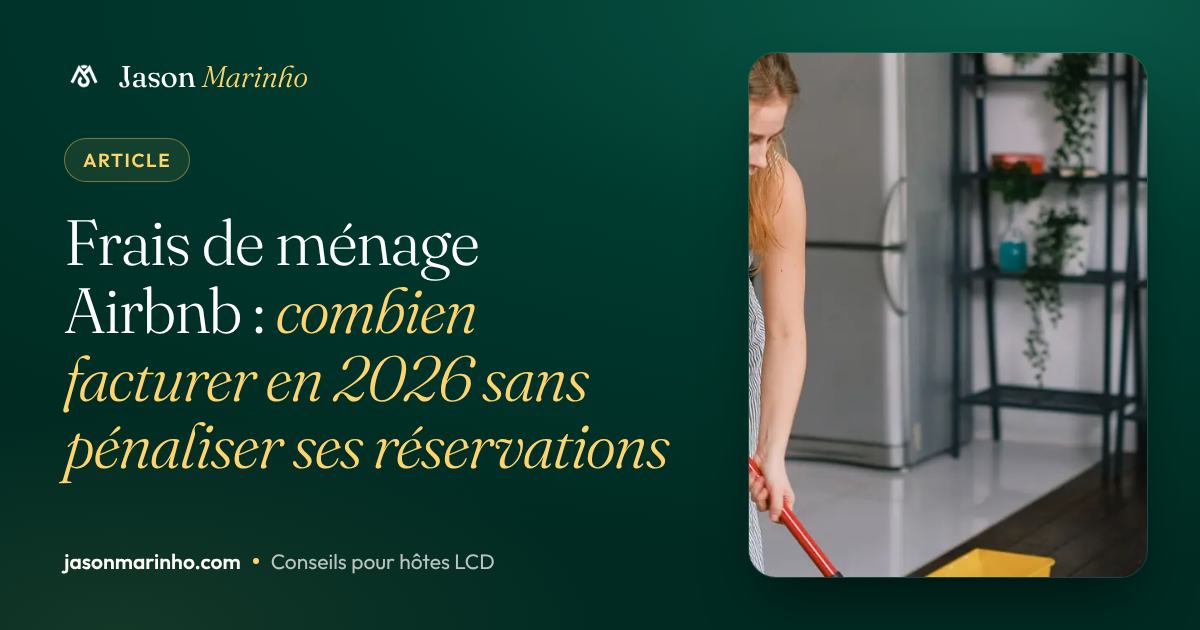 Jason Marinho
ARTICLE
Frais de ménage
Airbnb : combien
facturer en 2026 sans
pénaliser ses réservations
jasonmarinho.com • Conseils pour hôtes LCD